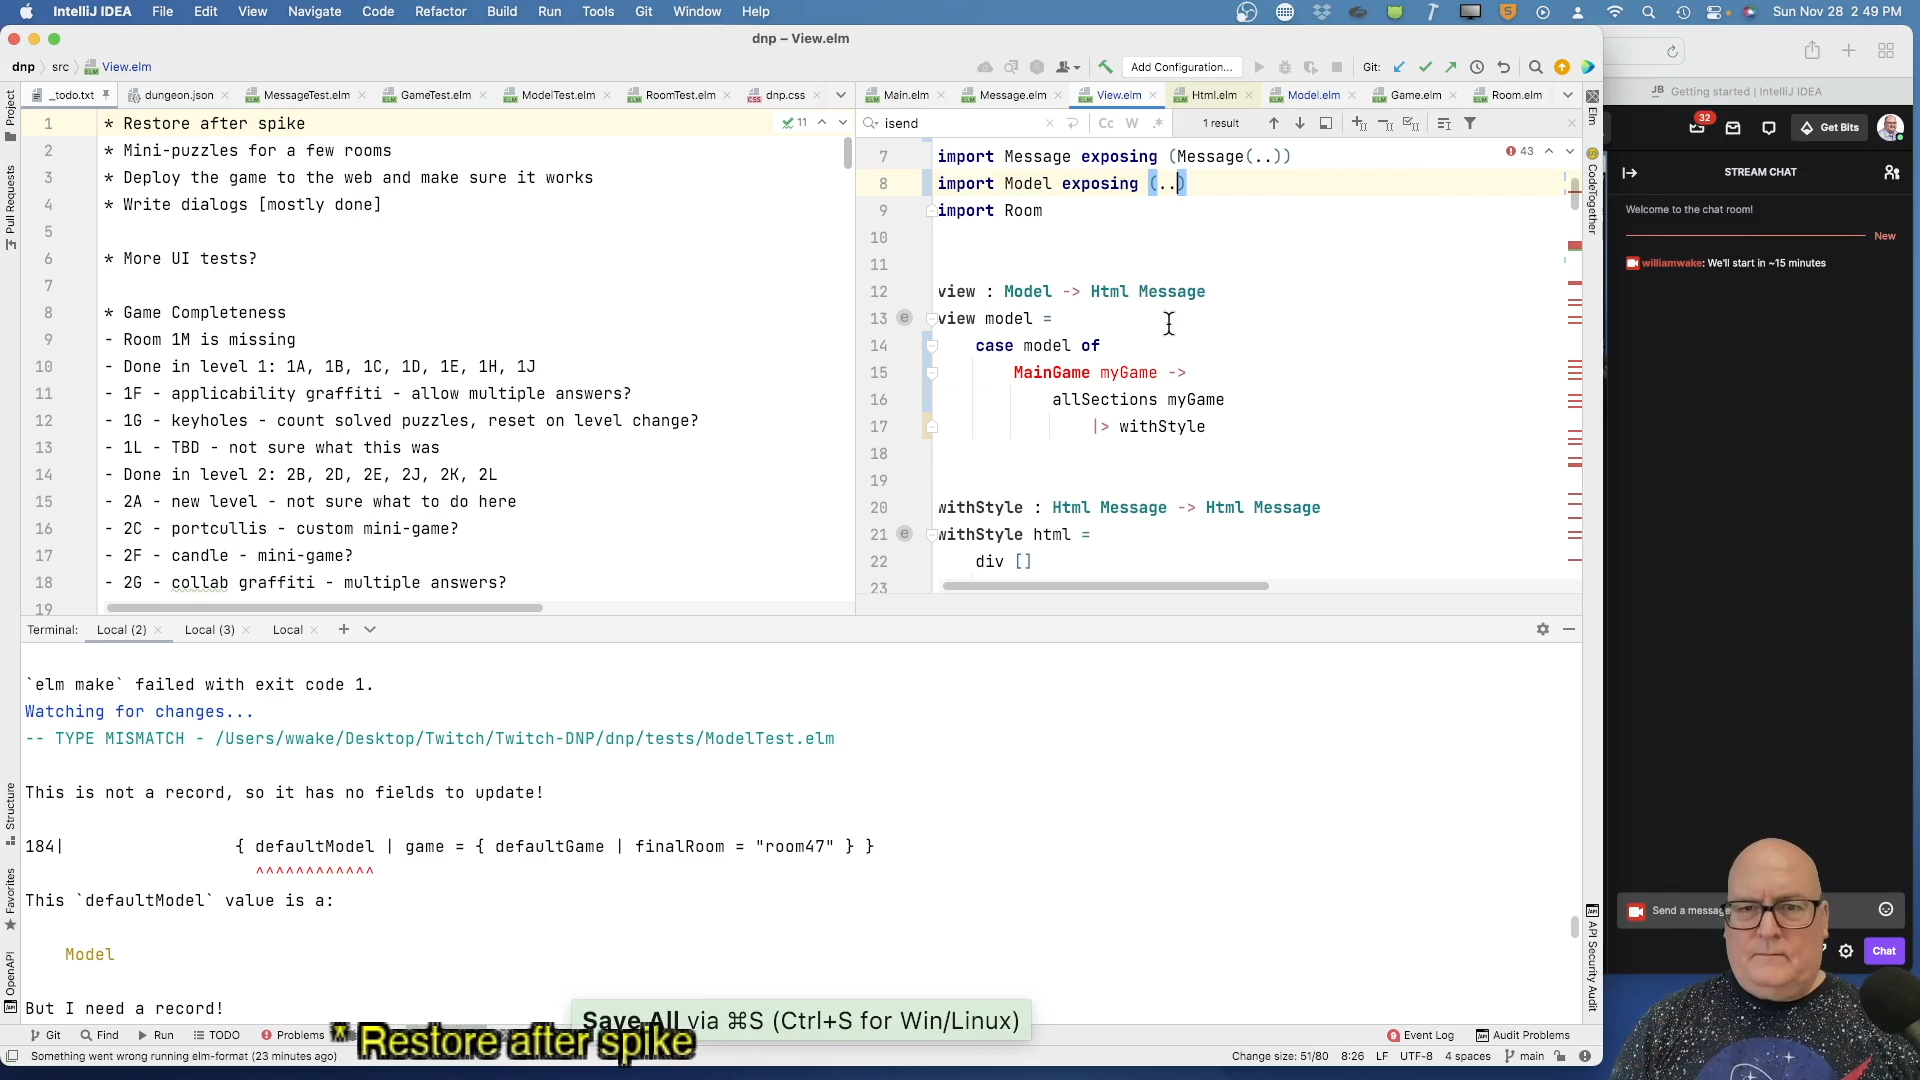 IntelliJ IDEA File Edit View Navigate Code Refactor Build Run Tools Git Window Help
Sun Nov 28 2:49 PM
dnp – View.elm
dnp src View.elm
Add Configuration...
Git:
_todo.txt dungeon.json MessageTest.elm GameTest.elm ModelTest.elm RoomTest.elm dnp.css
Main.elm Message.elm View.elm Html.elm Model.elm Game.elm Room.elm
Project
Pull Requests
Structure
Favorites
OpenAPI
1 * Restore after spike
2 * Mini-puzzles for a few rooms
3 * Deploy the game to the web and make sure it works
4 * Write dialogs [mostly done]
5
6 * More UI tests?
7
8 * Game Completeness
9 - Room 1M is missing
10 - Done in level 1: 1A, 1B, 1C, 1D, 1E, 1H, 1J
11 - 1F - applicability graffiti - allow multiple answers?
12 - 1G - keyholes - count solved puzzles, reset on level change?
13 - 1L - TBD - not sure what this was
14 - Done in level 2: 2B, 2D, 2E, 2J, 2K, 2L
15 - 2A - new level - not sure what to do here
16 - 2C - portcullis - custom mini-game?
17 - 2F - candle - mini-game?
18 - 2G - collab graffiti - multiple answers?
19
11
isend
Cc W .*
1 result
43
7 import Message exposing (Message(..))
8 import Model exposing (..)
9 import Room
10
11
12 view : Model -> Html Message
13 view model =
14 case model of
15 MainGame myGame ->
16 allSections myGame
17 |> withStyle
18
19
20 withStyle : Html Message -> Html Message
21 withStyle html =
22 div []
23
Elm
CodeTogether
API Security Audit
Terminal: Local (2) Local (3) Local
`elm make` failed with exit code 1.
Watching for changes...
-- TYPE MISMATCH - /Users/wwake/Desktop/Twitch/Twitch-DNP/dnp/tests/ModelTest.elm
This is not a record, so it has no fields to update!
184| { defaultModel | game = { defaultGame | finalRoom = "room47" } }
^^^^^^^^^^^^
This `defaultModel` value is a:
Model
But I need a record!
Save All via ⌘S (Ctrl+S for Win/Linux)
* Restore after spike
Git Find Run TODO Problems
Event Log Audit Problems
Something went wrong running elm-format (23 minutes ago)
Change size: 51/80 8:26 LF UTF-8 4 spaces main
JB Getting started | IntelliJ IDEA
32
Get Bits
STREAM CHAT
Welcome to the chat room!
New
williamwake: We'll start in ~15 minutes
Send a message
Chat